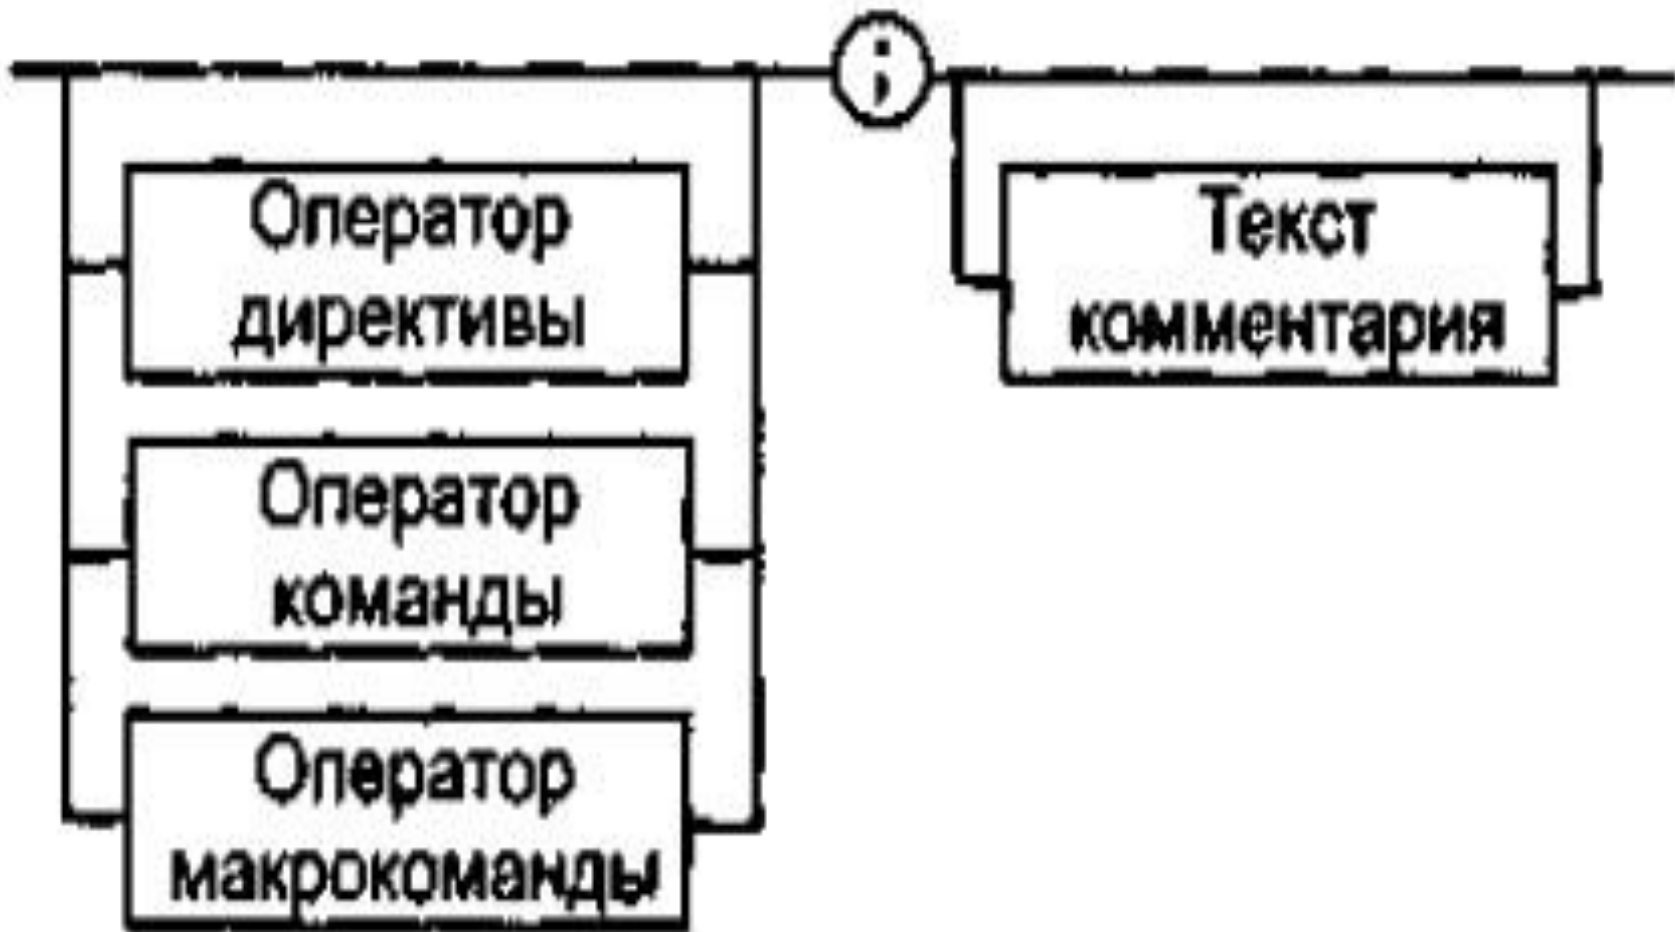 ;
Оператор
директивы
Текст
комментария
Оператор
команды
Оператор
макрокоманды